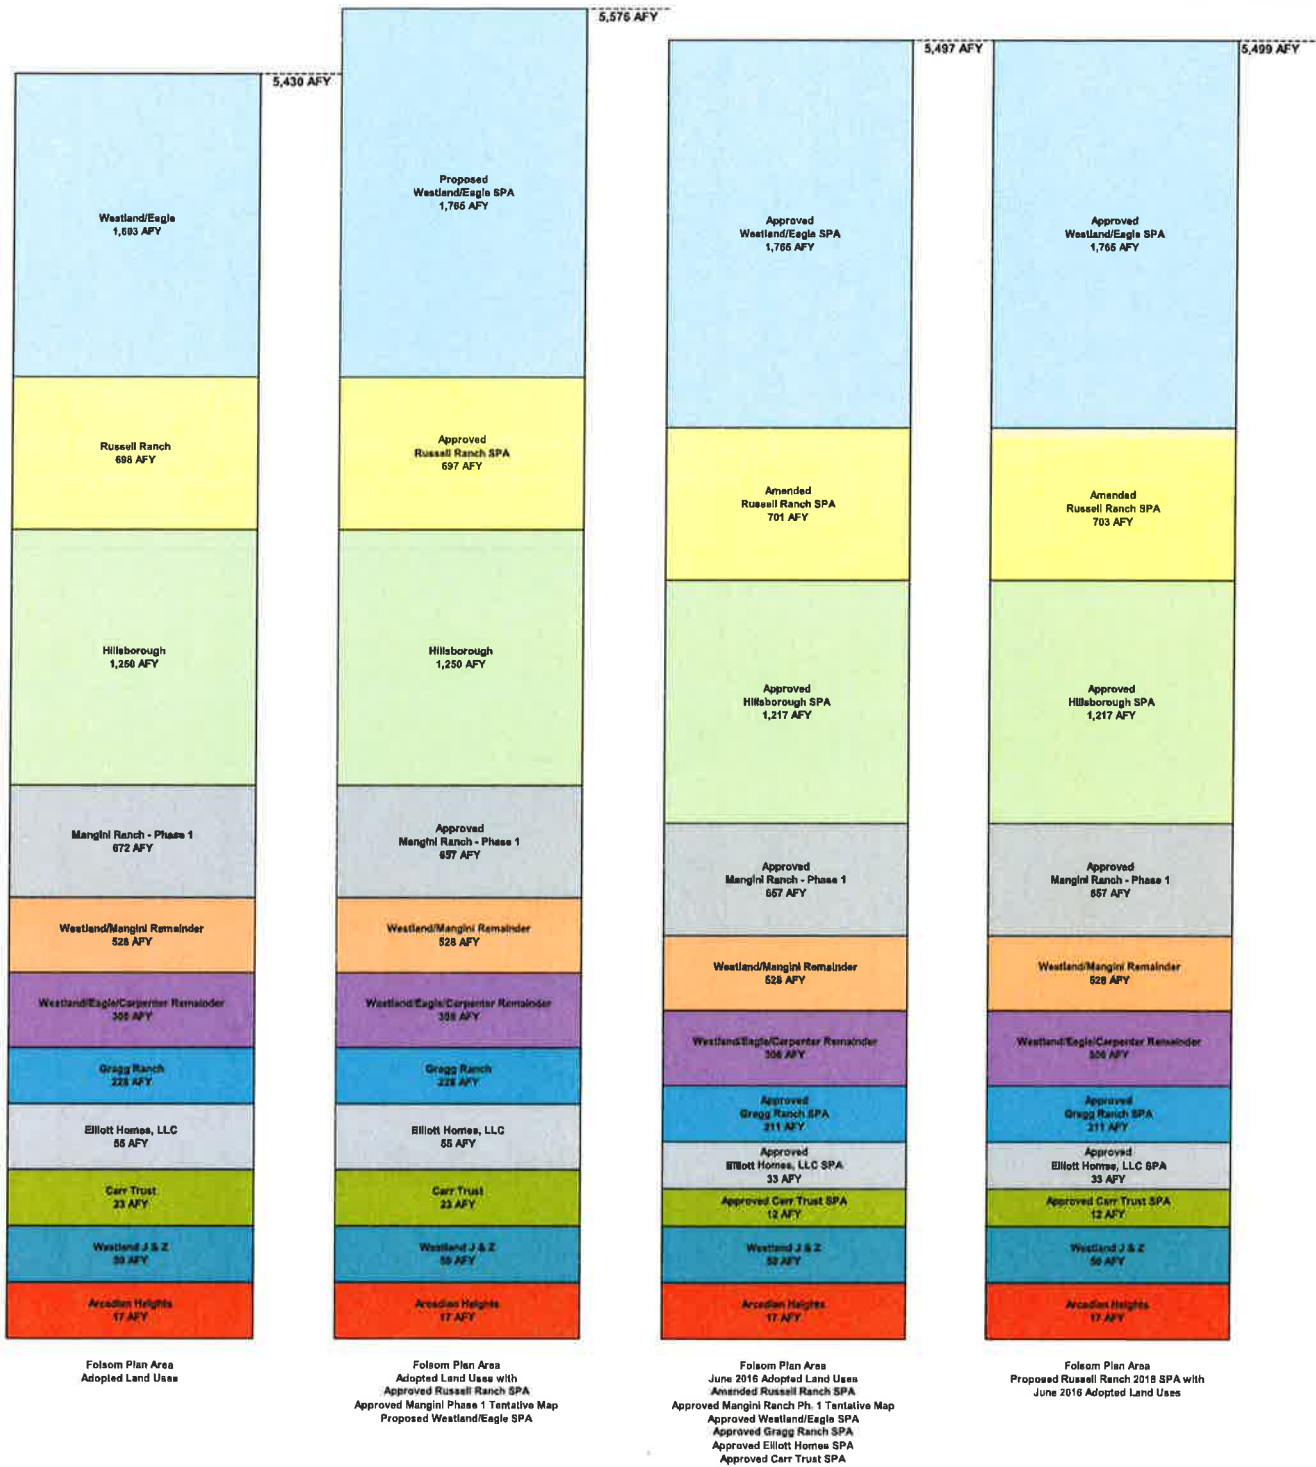 5,430 AFY
Westland/Eagle
1,603 AFY
Russell Ranch
698 AFY
Hillsborough
1,250 AFY
Mangini Ranch - Phase 1
672 AFY
Westland/Mangini Remainder
528 AFY
Westland/Eagle/Carpenter Remainder
306 AFY
Gragg Ranch
228 AFY
Elliott Homes, LLC
55 AFY
Carr Trust
23 AFY
Westland J & Z
50 AFY
Arcadian Heights
17 AFY
Folsom Plan Area
Adopted Land Uses
5,576 AFY
Proposed
Westland/Eagle SPA
1,765 AFY
Approved
Russell Ranch SPA
697 AFY
Hillsborough
1,250 AFY
Approved
Mangini Ranch - Phase 1
657 AFY
Westland/Mangini Remainder
528 AFY
Westland/Eagle/Carpenter Remainder
306 AFY
Gragg Ranch
228 AFY
Elliott Homes, LLC
55 AFY
Carr Trust
23 AFY
Westland J & Z
50 AFY
Arcadian Heights
17 AFY
Folsom Plan Area
Adopted Land Uses with
Approved Russell Ranch SPA
Approved Mangini Phase 1 Tentative Map
Proposed Westland/Eagle SPA
5,497 AFY
Approved
Westland/Eagle SPA
1,765 AFY
Amended
Russell Ranch SPA
701 AFY
Approved
Hillsborough SPA
1,217 AFY
Approved
Mangini Ranch - Phase 1
657 AFY
Westland/Mangini Remainder
528 AFY
Westland/Eagle/Carpenter Remainder
306 AFY
Approved
Gragg Ranch SPA
211 AFY
Approved
Elliott Homes, LLC SPA
33 AFY
Approved Carr Trust SPA
12 AFY
Westland J & Z
50 AFY
Arcadian Heights
17 AFY
Folsom Plan Area
June 2016 Adopted Land Uses
Amended Russell Ranch SPA
Approved Mangini Ranch Ph. 1 Tentative Map
Approved Westland/Eagle SPA
Approved Gragg Ranch SPA
Approved Elliott Homes SPA
Approved Carr Trust SPA
5,499 AFY
Approved
Westland/Eagle SPA
1,765 AFY
Amended
Russell Ranch SPA
703 AFY
Approved
Hillsborough SPA
1,217 AFY
Approved
Mangini Ranch - Phase 1
657 AFY
Westland/Mangini Remainder
528 AFY
Westland/Eagle/Carpenter Remainder
306 AFY
Approved
Gragg Ranch SPA
211 AFY
Approved
Elliott Homes, LLC SPA
33 AFY
Approved Carr Trust SPA
12 AFY
Westland J & Z
50 AFY
Arcadian Heights
17 AFY
Folsom Plan Area
Proposed Russell Ranch 2018 SPA with
June 2016 Adopted Land Uses